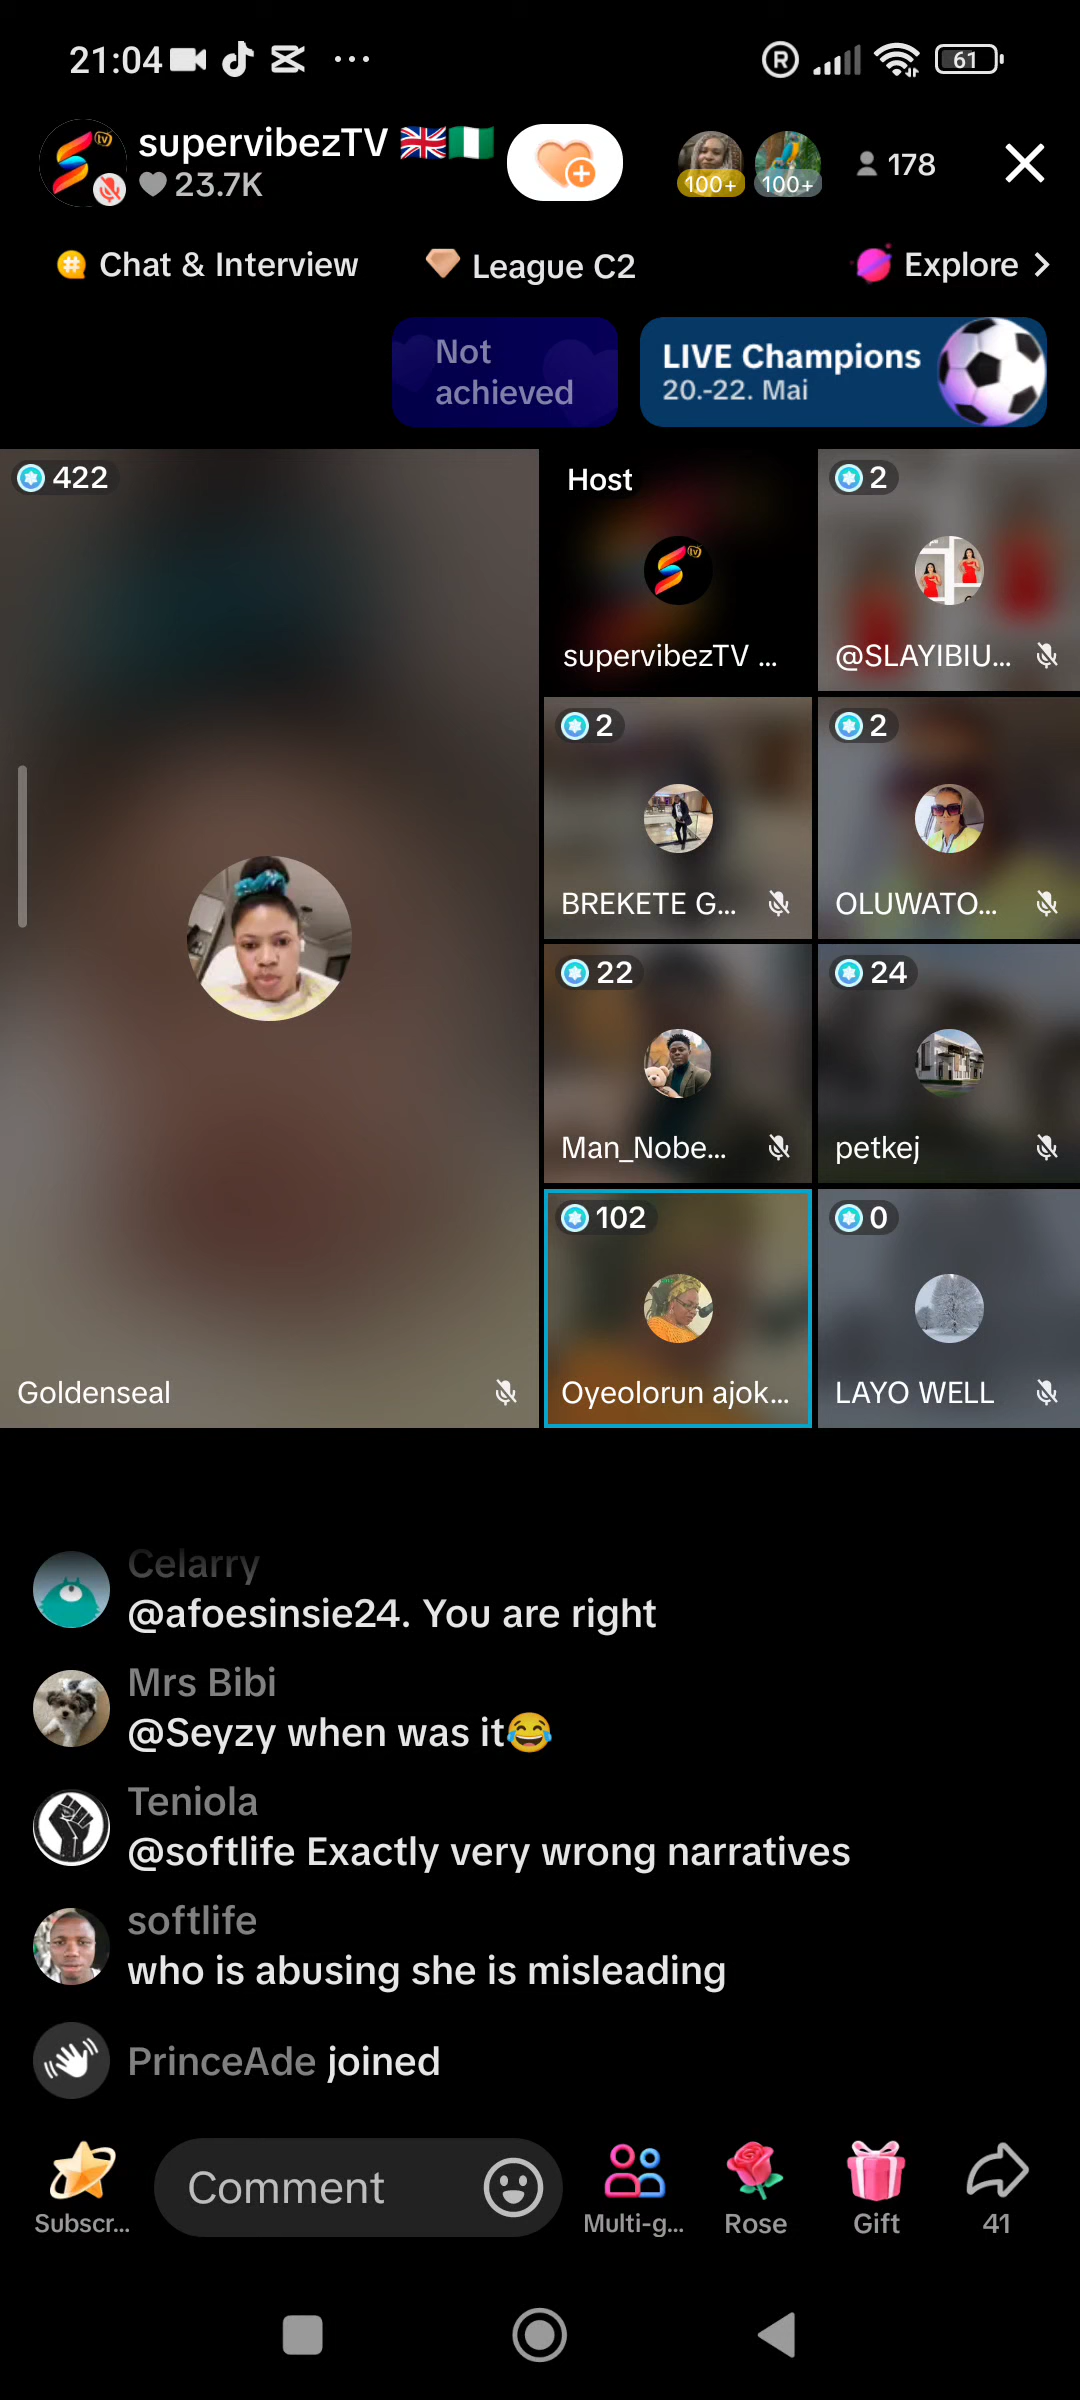 21:04
61
supervibezTV 🇬🇧🇳🇬
23.7K
100+
100+
178
Chat & Interview
League C2
Explore
Not
achieved
LIVE Champions
20.-22. Mai
422
Host
2
supervibezTV ...
@SLAYIBIU...
2
2
BREKETE G...
OLUWATO...
22
24
Man_Nobe...
petkej
102
0
Goldenseal
Oyeolorun ajok...
LAYO WELL
Celarry
@afoesinsie24. You are right
Mrs Bibi
@Seyzy when was it😂
Teniola
@softlife Exactly very wrong narratives
softlife
who is abusing she is misleading
PrinceAde joined
Comment
Subscr...
Multi-g...
Rose
Gift
41